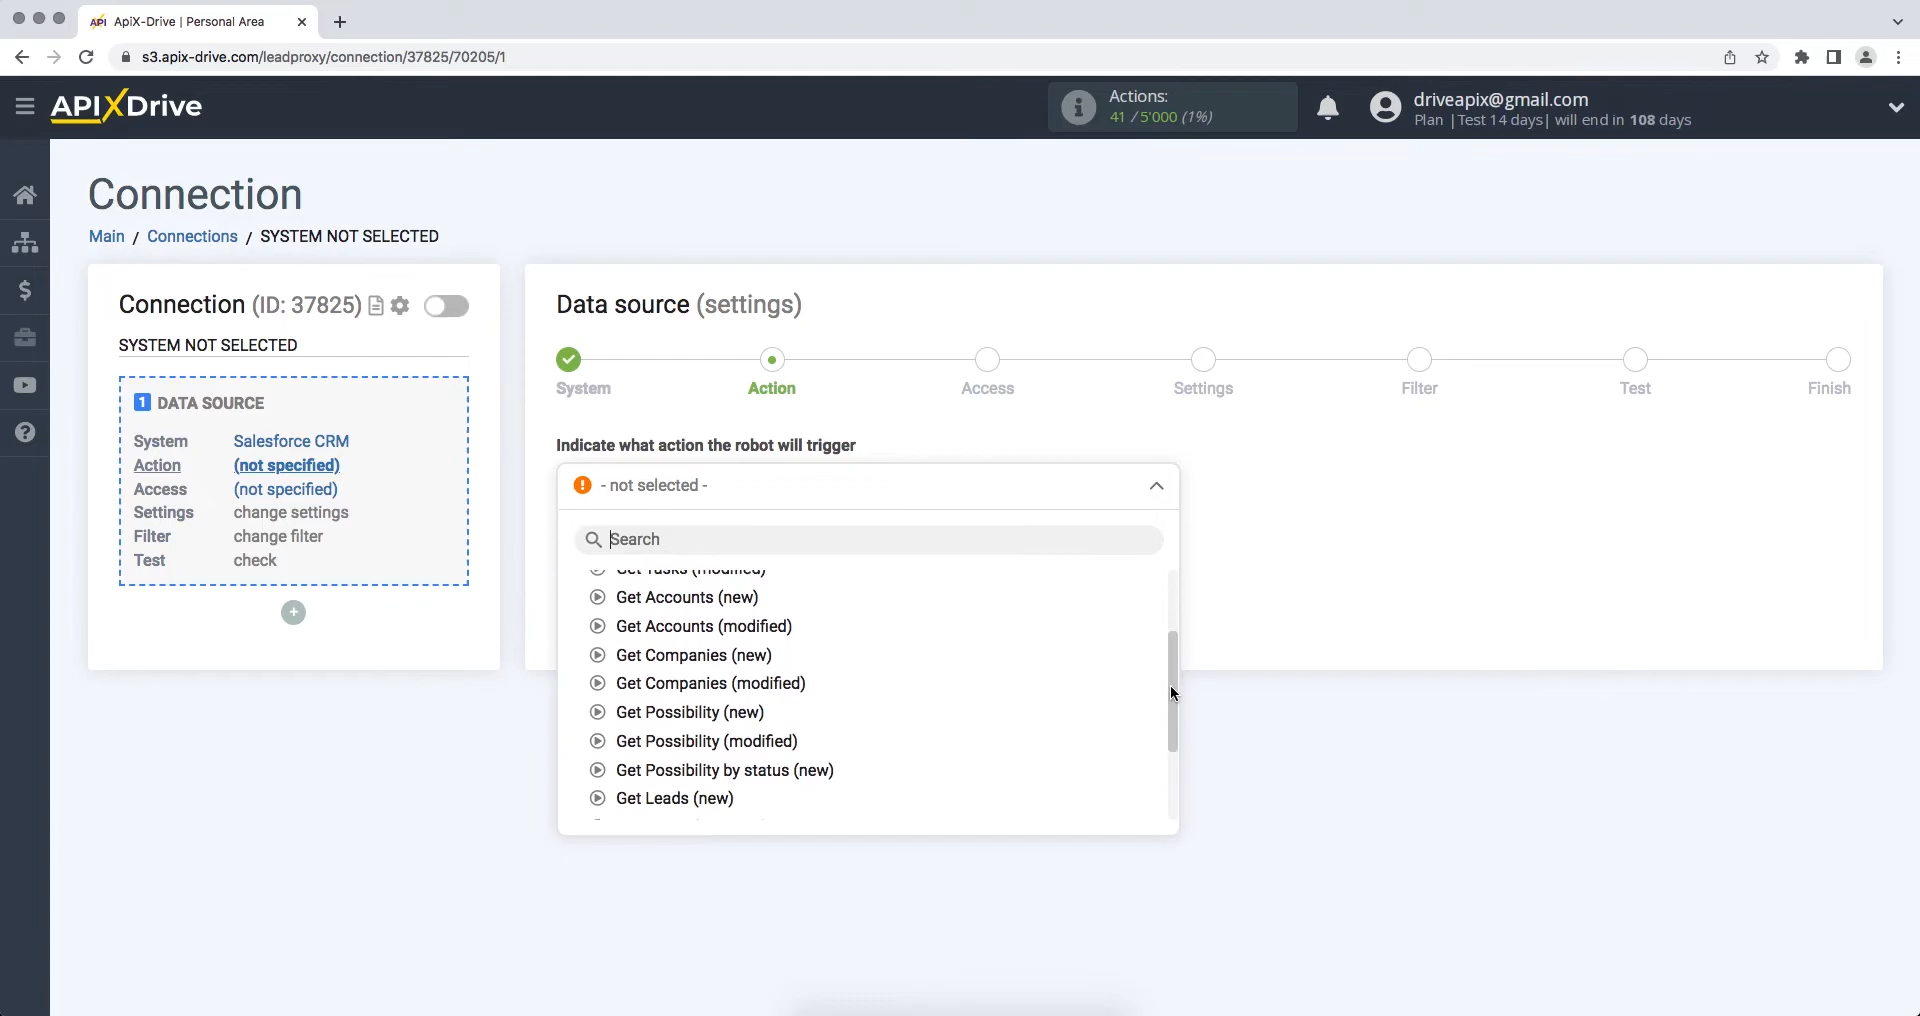 API ApiX-Drive | Personal Area
s3.apix-drive.com/leadproxy/connection/37825/70205/1
APIXDrive
Actions:
41 / 5'000 (1%)
driveapix@gmail.com
Plan |Test 14 days| will end in 108 days
Connection
Main / Connections / SYSTEM NOT SELECTED
Connection (ID: 37825)
SYSTEM NOT SELECTED
1 DATA SOURCE
System Salesforce CRM
Action (not specified)
Access (not specified)
Settings change settings
Filter change filter
Test check
Data source (settings)
System Action Access Settings Filter Test Finish
Indicate what action the robot will trigger
- not selected -
Search
Get Tasks (modified)
Get Accounts (new)
Get Accounts (modified)
Get Companies (new)
Get Companies (modified)
Get Possibility (new)
Get Possibility (modified)
Get Possibility by status (new)
Get Leads (new)